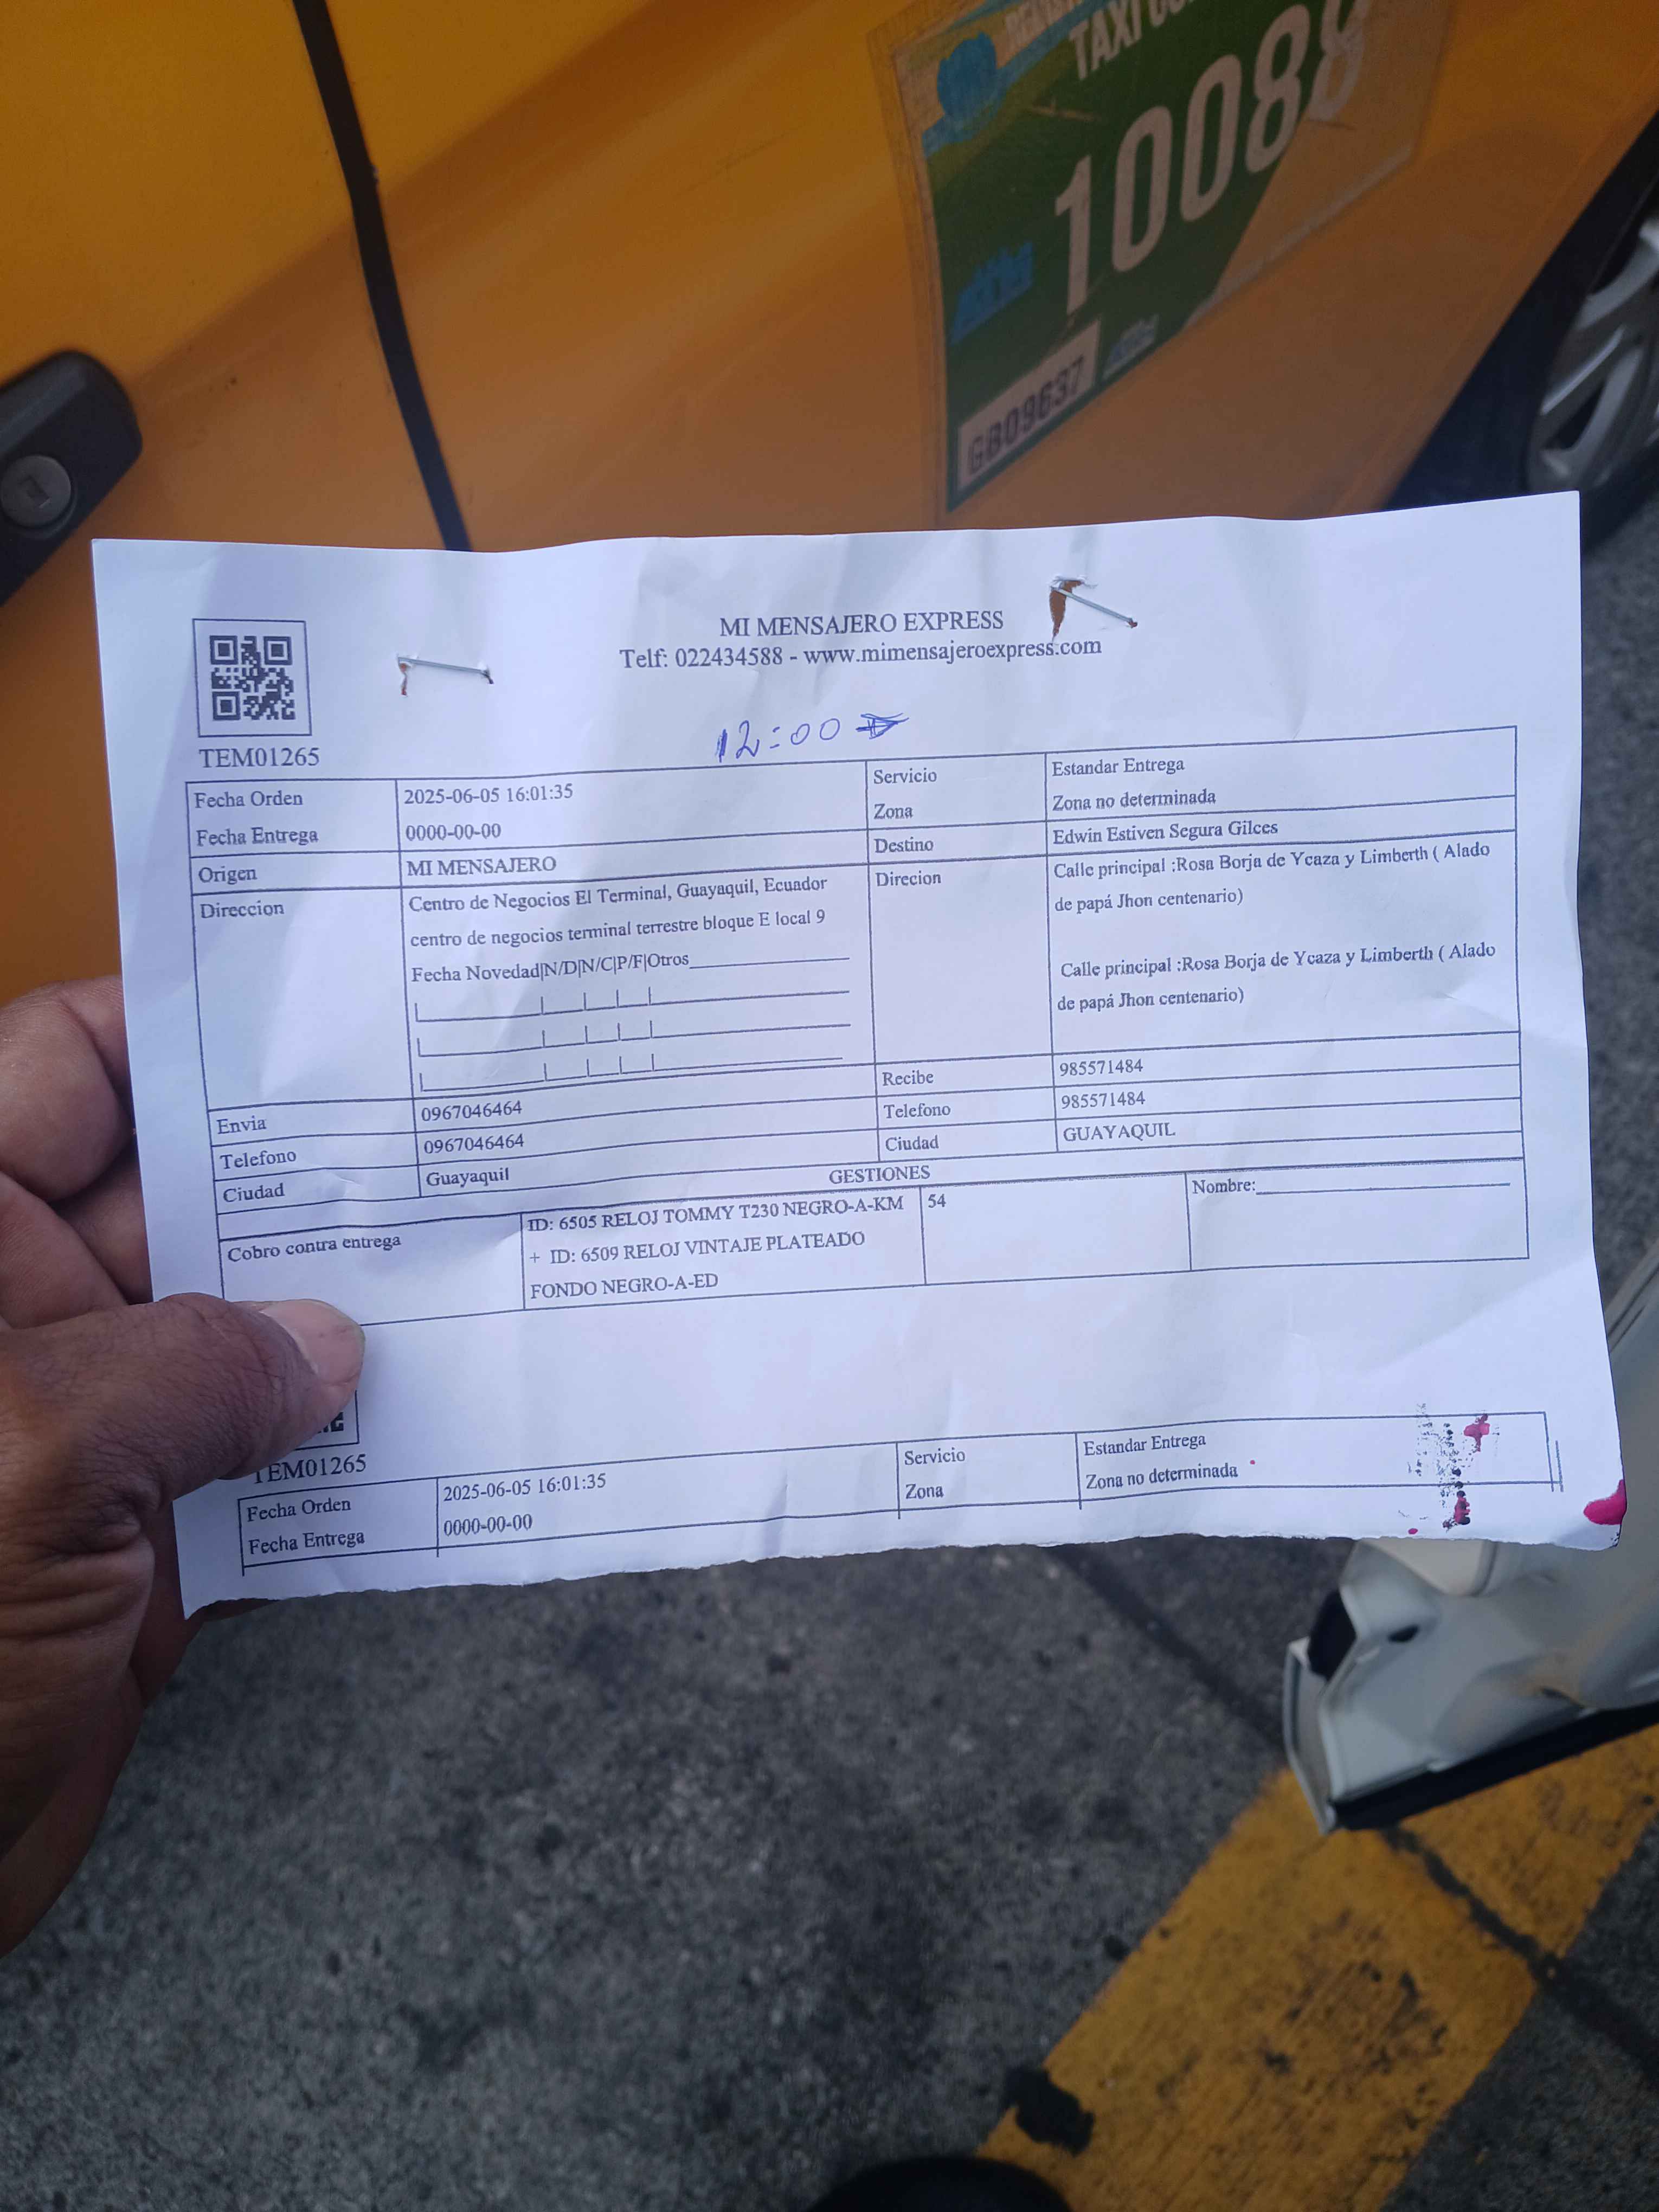 TAXI
1008
GBO9637
MI MENSAJERO EXPRESS
Telf: 022434588 - www.mimensajeroexpress.com
12:00
TEM01265
Fecha Orden 2025-06-05 16:01:35 Servicio Estandar Entrega
Fecha Entrega 0000-00-00 Zona Zona no determinada
Origen MI MENSAJERO Destino Edwin Estiven Segura Gilces
Direccion Centro de Negocios El Terminal, Guayaquil, Ecuador
centro de negocios terminal terrestre bloque E local 9
Fecha Novedad|N/D|N/C|P/F|Otros
Direcion Calle principal :Rosa Borja de Ycaza y Limberth ( Alado
de papá Jhon centenario)
Calle principal :Rosa Borja de Ycaza y Limberth ( Alado
de papá Jhon centenario)
Envia 0967046464 Recibe 985571484
Telefono 0967046464 Telefono 985571484
Ciudad Guayaquil Ciudad GUAYAQUIL
GESTIONES
Cobro contra entrega ID: 6505 RELOJ TOMMY T230 NEGRO-A-KM 54 Nombre:
+ ID: 6509 RELOJ VINTAJE PLATEADO
FONDO NEGRO-A-ED
TEM01265
Fecha Orden 2025-06-05 16:01:35 Servicio Estandar Entrega
Fecha Entrega 0000-00-00 Zona Zona no determinada